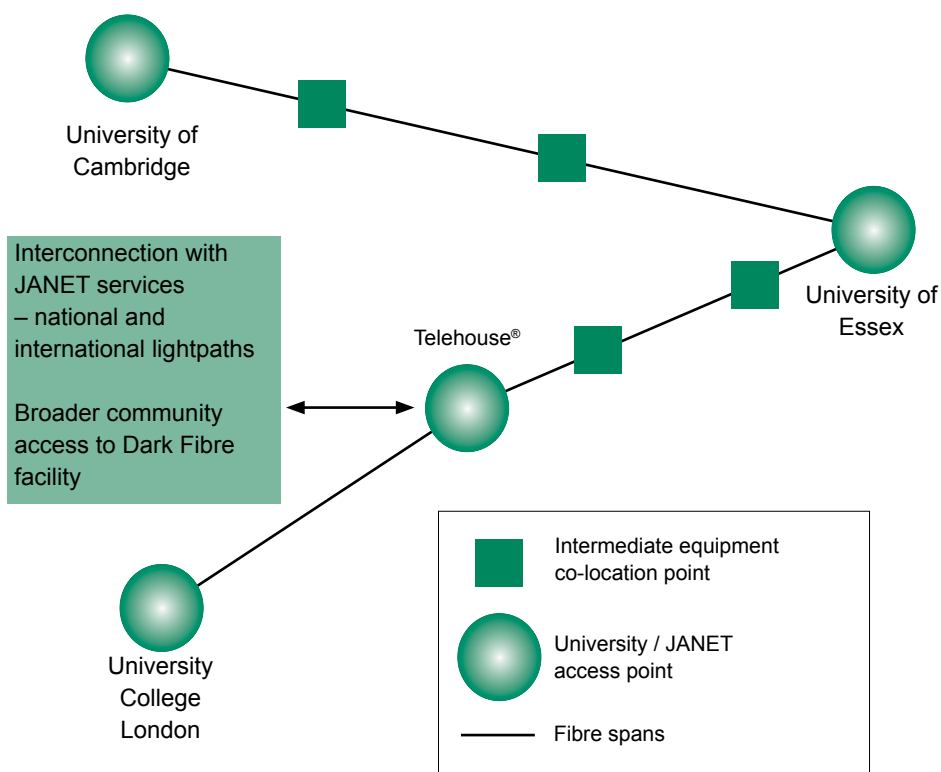 University of
Cambridge
Interconnection with
JANET services
– national and
international lightpaths
Broader community
access to Dark Fibre
facility
Telehouse®
University of
Essex
University
College
London
Intermediate equipment
co-location point
University / JANET
access point
Fibre spans